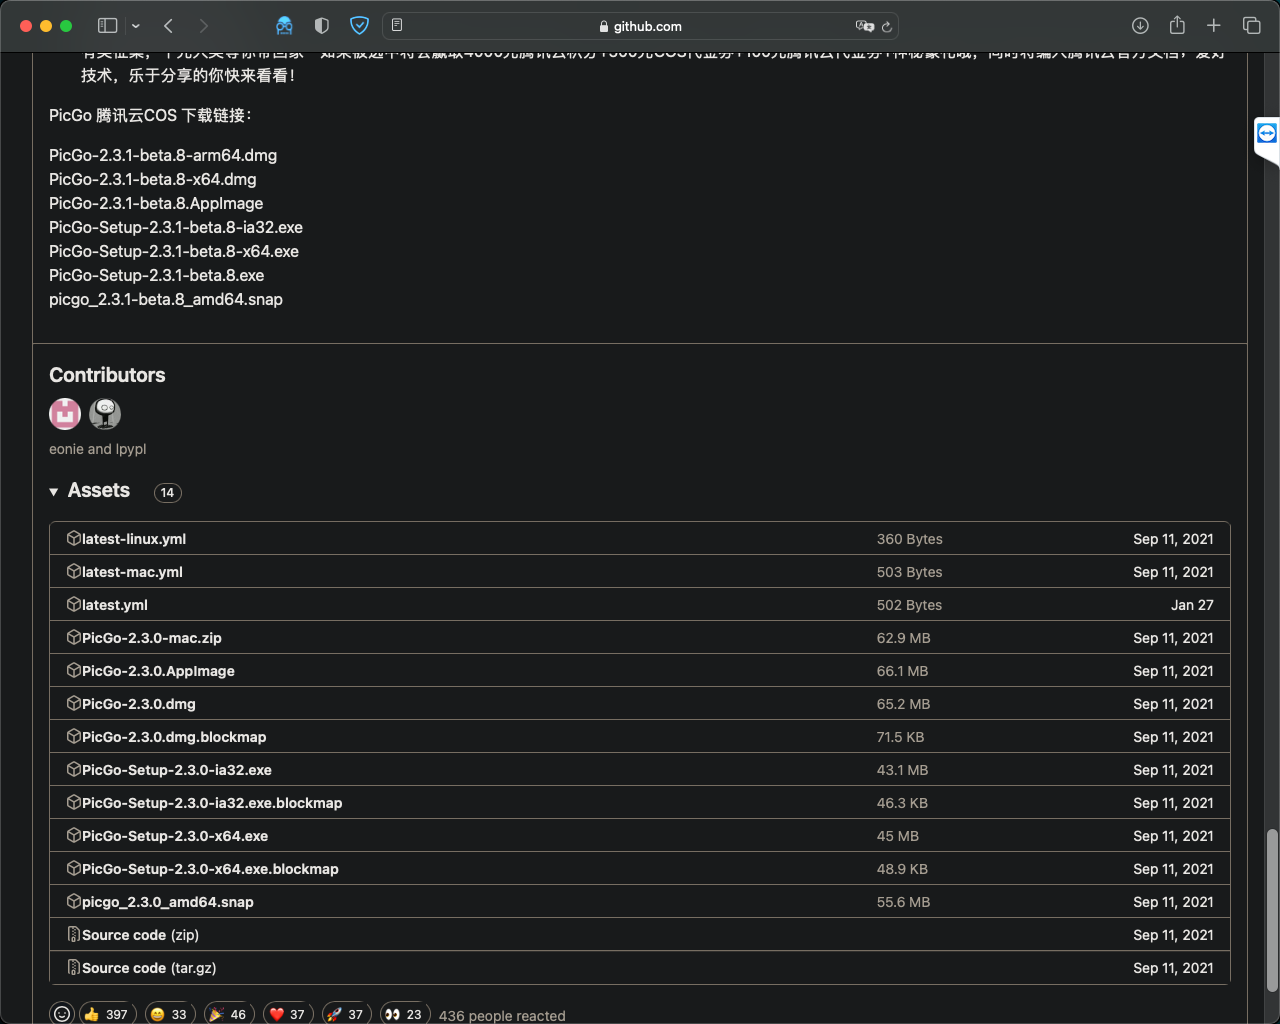 github.com
技术，乐于分享的你快来看看！
PicGo 腾讯云COS 下载链接：
PicGo-2.3.1-beta.8-arm64.dmg
PicGo-2.3.1-beta.8-x64.dmg
PicGo-2.3.1-beta.8.AppImage
PicGo-Setup-2.3.1-beta.8-ia32.exe
PicGo-Setup-2.3.1-beta.8-x64.exe
PicGo-Setup-2.3.1-beta.8.exe
picgo_2.3.1-beta.8_amd64.snap
Contributors
eonie and lpypl
Assets 14
latest-linux.yml 360 Bytes Sep 11, 2021
latest-mac.yml 503 Bytes Sep 11, 2021
latest.yml 502 Bytes Jan 27
PicGo-2.3.0-mac.zip 62.9 MB Sep 11, 2021
PicGo-2.3.0.AppImage 66.1 MB Sep 11, 2021
PicGo-2.3.0.dmg 65.2 MB Sep 11, 2021
PicGo-2.3.0.dmg.blockmap 71.5 KB Sep 11, 2021
PicGo-Setup-2.3.0-ia32.exe 43.1 MB Sep 11, 2021
PicGo-Setup-2.3.0-ia32.exe.blockmap 46.3 KB Sep 11, 2021
PicGo-Setup-2.3.0-x64.exe 45 MB Sep 11, 2021
PicGo-Setup-2.3.0-x64.exe.blockmap 48.9 KB Sep 11, 2021
picgo_2.3.0_amd64.snap 55.6 MB Sep 11, 2021
Source code (zip) Sep 11, 2021
Source code (tar.gz) Sep 11, 2021
397 33 46 37 37 23 436 people reacted